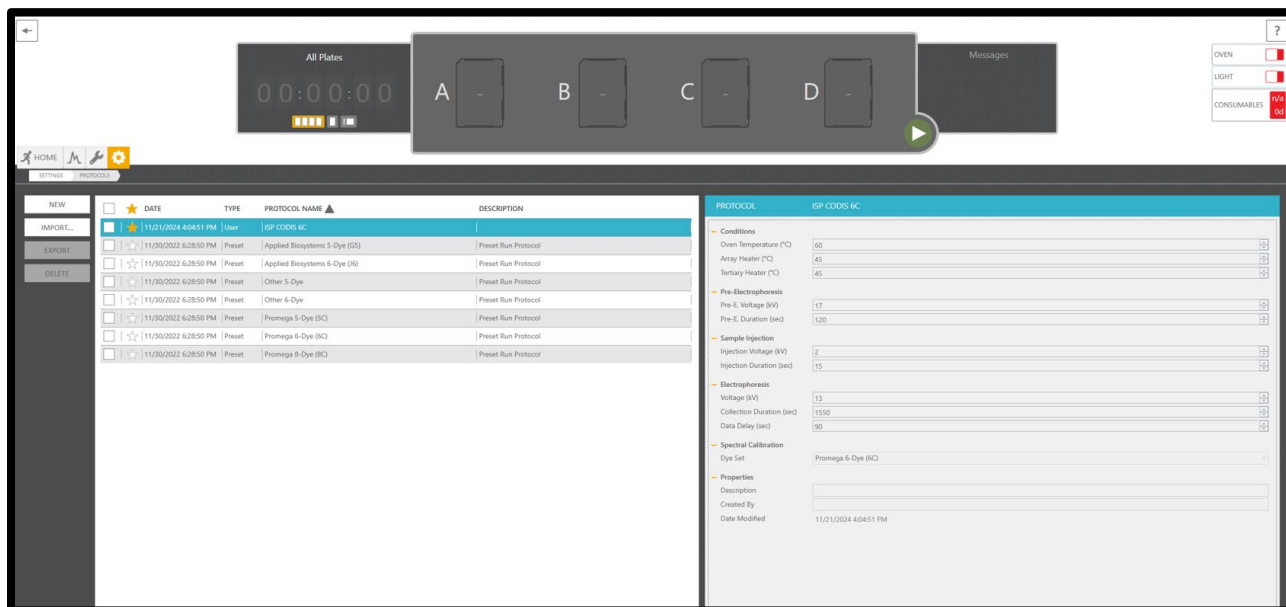 ←
?
All Plates
Messages
00:00:00
A - B - C - D -
OVEN
LIGHT
CONSUMABLES n/a
0d
HOME
SETTINGS PROTOCOLS
NEW
IMPORT...
EXPORT
DELETE
DATE TYPE PROTOCOL NAME DESCRIPTION
11/21/2024 4:04:51 PM User ISP CODIS 6C
11/30/2022 6:28:50 PM Preset Applied Biosystems 5-Dye (G5) Preset Run Protocol
11/30/2022 6:28:50 PM Preset Applied Biosystems 6-Dye (J6) Preset Run Protocol
11/30/2022 6:28:50 PM Preset Other 5-Dye Preset Run Protocol
11/30/2022 6:28:50 PM Preset Other 6-Dye Preset Run Protocol
11/30/2022 6:28:50 PM Preset Promega 5-Dye (5C) Preset Run Protocol
11/30/2022 6:28:50 PM Preset Promega 6-Dye (6C) Preset Run Protocol
11/30/2022 6:28:50 PM Preset Promega 8-Dye (8C) Preset Run Protocol
PROTOCOL ISP CODIS 6C
Conditions
Oven Temperature (°C) 60
Array Heater (°C) 45
Tertiary Heater (°C) 45
Pre-Electrophoresis
Pre-E. Voltage (kV) 17
Pre-E. Duration (sec) 120
Sample Injection
Injection Voltage (kV) 2
Injection Duration (sec) 15
Electrophoresis
Voltage (kV) 13
Collection Duration (sec) 1550
Data Delay (sec) 90
Spectral Calibration
Dye Set Promega 6-Dye (6C)
Properties
Description
Created By
Date Modified 11/21/2024 4:04:51 PM